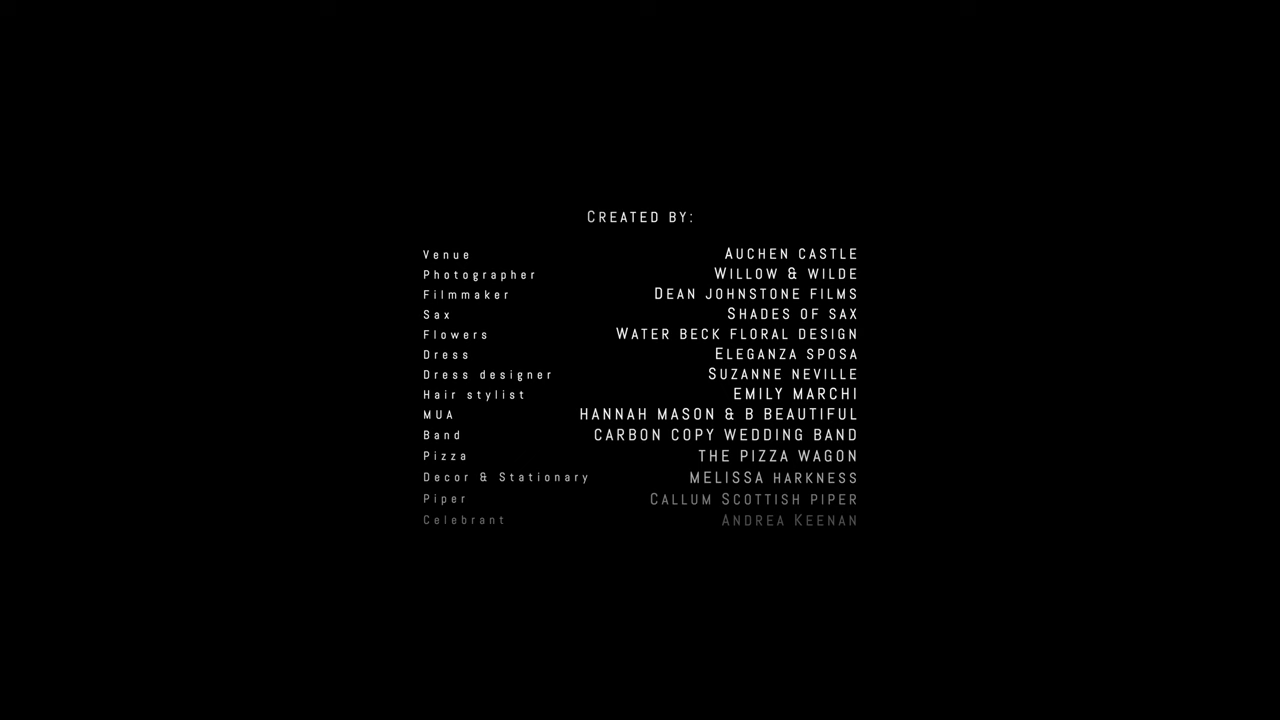 CREATED BY:
Venue AUCHEN CASTLE
Photographer WILLOW & WILDE
Filmmaker DEAN JOHNSTONE FILMS
Sax SHADES OF SAX
Flowers WATER BECK FLORAL DESIGN
Dress ELEGANZA SPOSA
Dress designer SUZANNE NEVILLE
Hair stylist EMILY MARCHI
MUA HANNAH MASON & B BEAUTIFUL
Band CARBON COPY WEDDING BAND
Pizza THE PIZZA WAGON
Decor & Stationary MELISSA HARKNESS
Piper CALLUM SCOTTISH PIPER
Celebrant ANDREA KEENAN